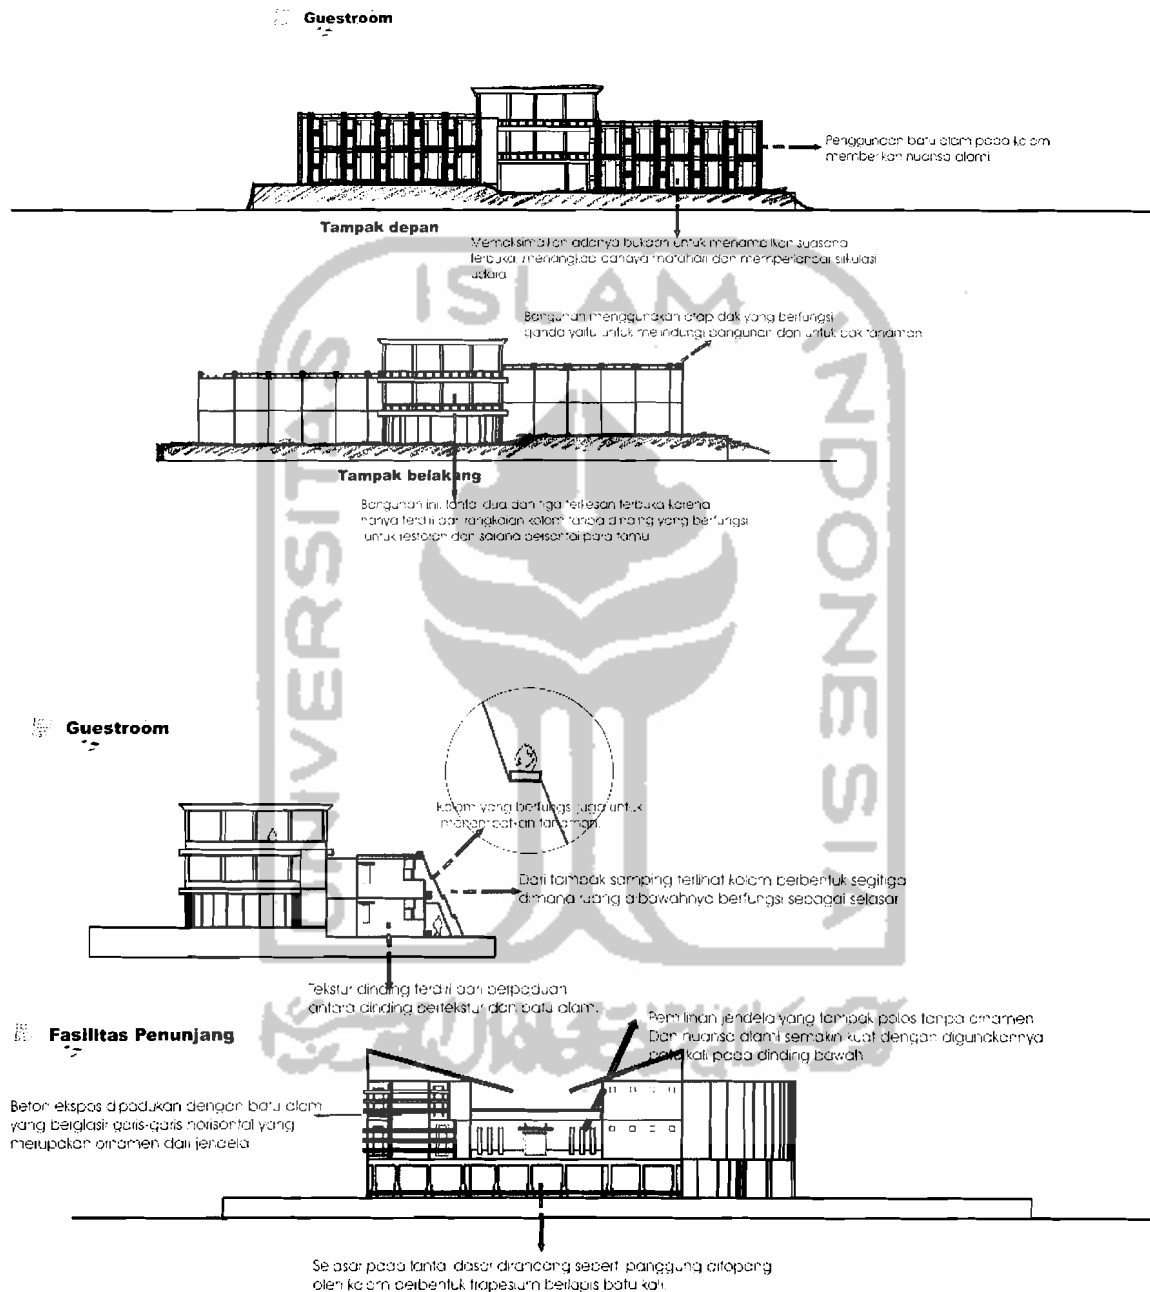 Guestroom
Penggunaan batu alam pada kolom
memberikan nuansa alami
Tampak depan
Memaksimalkan adanya bukaan untuk menampilkan suasana
terbuka, menangkap cahaya matahari dan memperlancar sirkulasi
udara
Bangunan menggunakan atap dak yang berfungsi
ganda yaitu untuk melindungi bangunan dan untuk bak tanaman
Tampak belakang
Bangunan ini, lantai dua dan tiga terkesan terbuka karena
hanya terdiri dari rangkaian kolom tanpa dinding yang berfungsi
untuk restoran dan sarana bersantai para tamu
Guestroom
Kolom yang berfungsi juga untuk
menempatkan tanaman.
Dari tampak samping terlihat kolom berbentuk segitiga
dimana ruang dibawahnya berfungsi sebagai selasar
Tekstur dinding terdiri dari perpaduan
antara dinding bertekstur dan batu alam.
Fasilitas Penunjang
Pemilihan jendela yang tampak polos tanpa ornamen
Dan nuansa alami semakin kuat dengan digunakannya
batu kali pada dinding bawah
Beton ekspos dipadukan dengan batu alam
yang berglasir garis-garis horisontal yang
merupakan ornamen dari jendela
Selasar pada lantai dasar dirancang seperti panggung ditopang
oleh kolom berbentuk trapesium berlapis batu kali.
UNIVERSITAS ISLAM INDONESIA